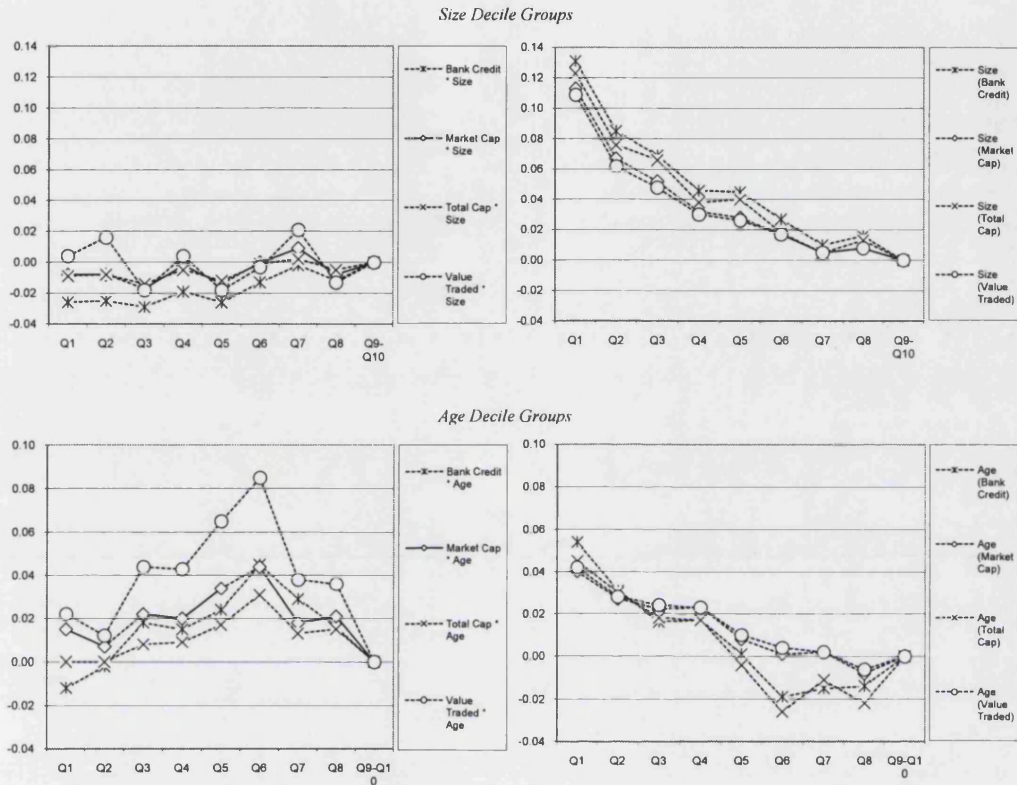 Size Decile Groups
0.14
0.12
0.10
0.08
0.06
0.04
0.02
0.00
-0.02
-0.04
Q1 Q2 Q3 Q4 Q5 Q6 Q7 Q8 Q9-
Q10
Bank Credit
* Size
Market Cap
* Size
Total Cap *
Size
Value
Traded *
Size
0.14
0.12
0.10
0.08
0.06
0.04
0.02
0.00
-0.02
-0.04
Q1 Q2 Q3 Q4 Q5 Q6 Q7 Q8 Q9-
Q10
Size
(Bank
Credit)
Size
(Market
Cap)
Size
(Total
Cap)
Size
(Value
Traded)
Age Decile Groups
0.10
0.08
0.06
0.04
0.02
0.00
-0.02
-0.04
Q1 Q2 Q3 Q4 Q5 Q6 Q7 Q8 Q9-Q1
0
Bank Credit
* Age
Market Cap
* Age
Total Cap *
Age
Value
Traded *
Age
0.10
0.08
0.06
0.04
0.02
0.00
-0.02
-0.04
Q1 Q2 Q3 Q4 Q5 Q6 Q7 Q8 Q9-Q1
0
Age
(Bank
Credit)
Age
(Market
Cap)
Age
(Total
Cap)
Age
(Value
Traded)